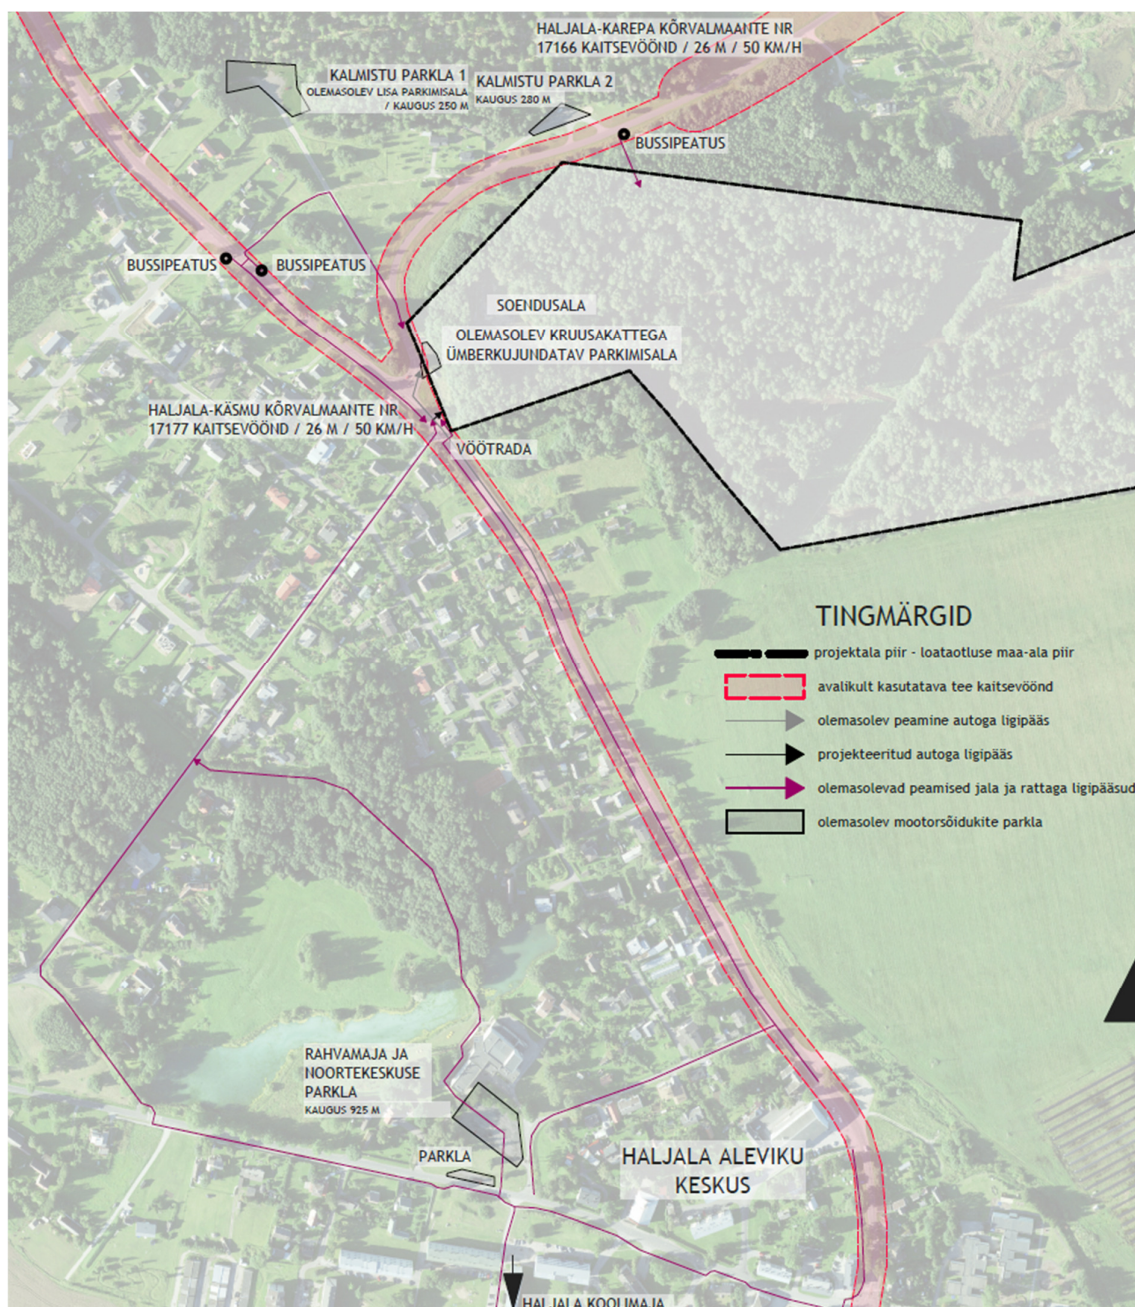 HALJALA-KAREPA KÕRVALMAANTE NR
17166 KAITSEVÖÖND / 26 M / 50 KM/H
KALMISTU PARKLA 1
OLEMASOLEV LISA PARKIMISALA
/ KAUGUS 250 M
KALMISTU PARKLA 2
KAUGUS 280 M
BUSSIPEATUS
BUSSIPEATUS
BUSSIPEATUS
SOENDUSALA
OLEMASOLEV KRUUSAKATTEGA
ÜMBERKUJUNDATAV PARKIMISALA
HALJALA-KÄSMU KÕRVALMAANTE NR
17177 KAITSEVÖÖND / 26 M / 50 KM/H
VÖÖTRADA
TINGMÄRGID
projektala piir - loataotluse maa-ala piir
avalikult kasutatava tee kaitsevöönd
olemasolev peamine autoga ligipääs
projekteeritud autoga ligipääs
olemasolevad peamised jala ja rattaga ligipääsud
olemasolev mootorsõidukite parkla
RAHVAMAJA JA
NOORTEKESKUSE
PARKLA
KAUGUS 925 M
PARKLA
HALJALA ALEVIKU
KESKUS
HALJALA KOOLIMAJA